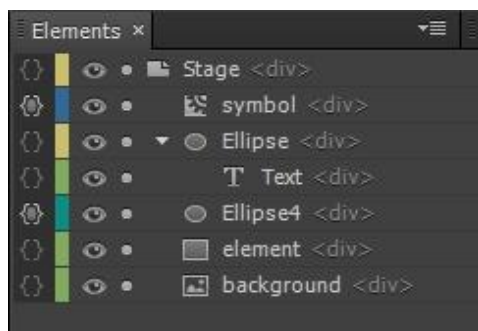 Elements ×
Stage <div>
symbol <div>
Ellipse <div>
T Text <div>
Ellipse4 <div>
element <div>
background <div>